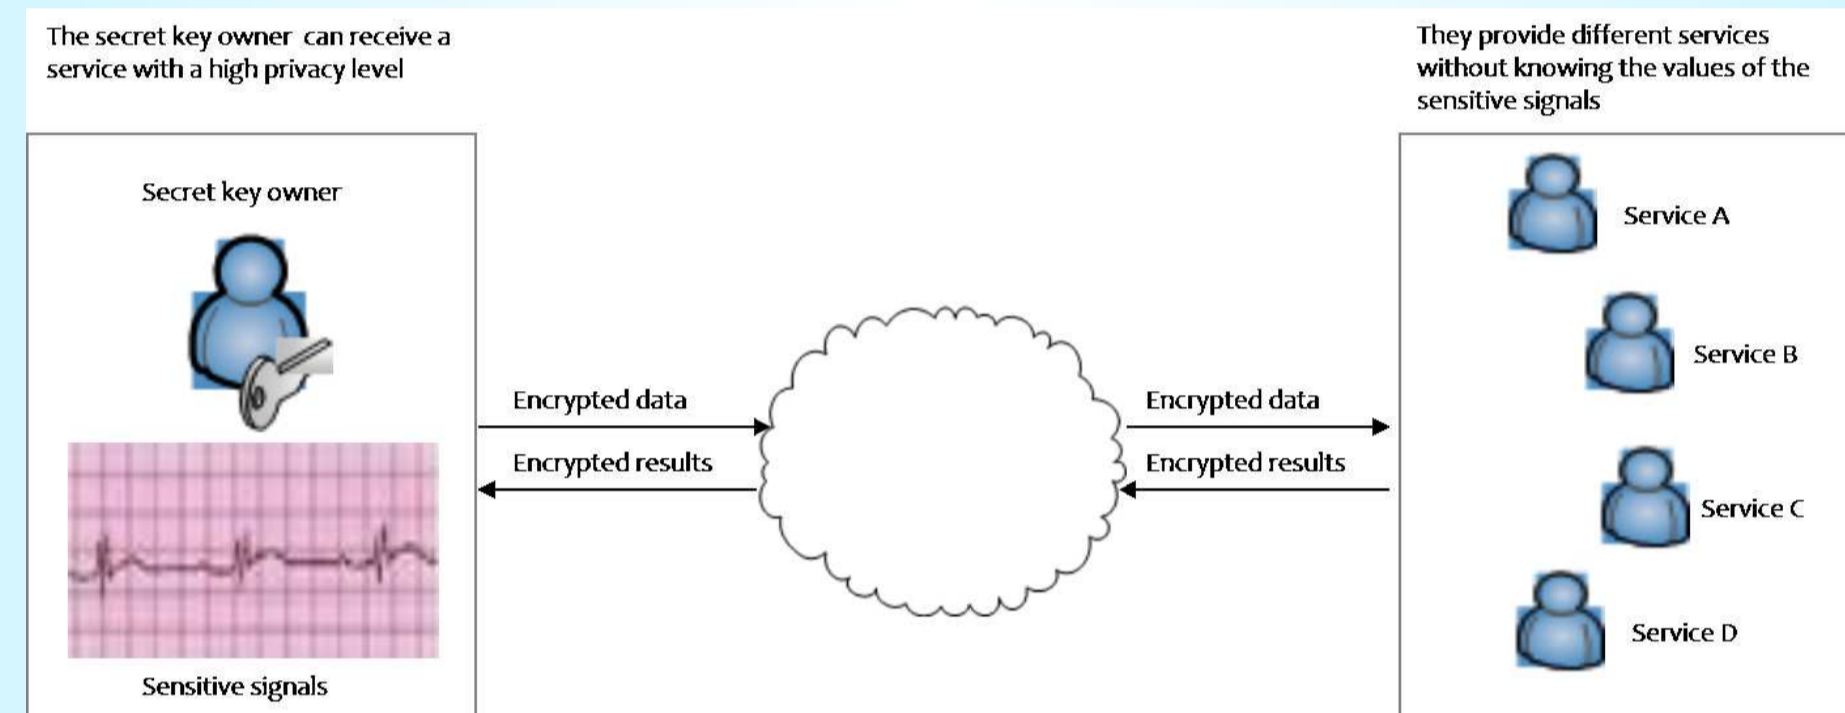 The secret key owner can receive a
service with a high privacy level
They provide different services
without knowing the values of the
sensitive signals
Secret key owner
Sensitive signals
Encrypted data
Encrypted results
Encrypted data
Encrypted results
Service A
Service B
Service C
Service D